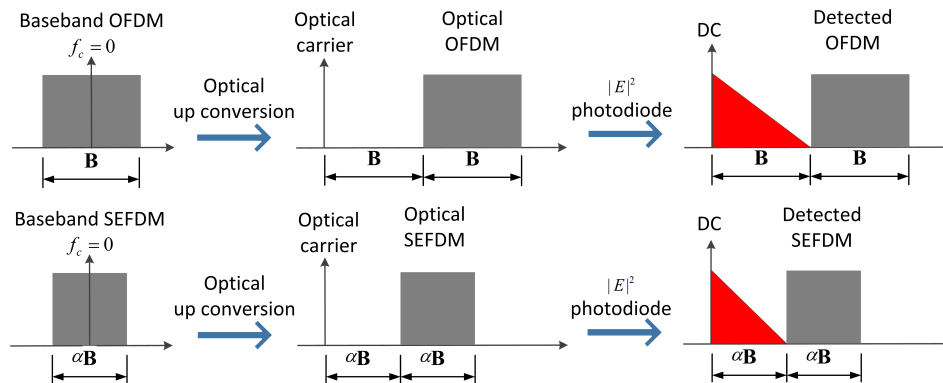 Baseband OFDM
f_c = 0
B
Optical
up conversion
Optical
carrier
Optical
OFDM
B
B
|E|²
photodiode
DC
Detected
OFDM
B
B
Baseband SEFDM
f_c = 0
αB
Optical
up conversion
Optical
carrier
Optical
SEFDM
αB
αB
|E|²
photodiode
DC
Detected
SEFDM
αB
αB